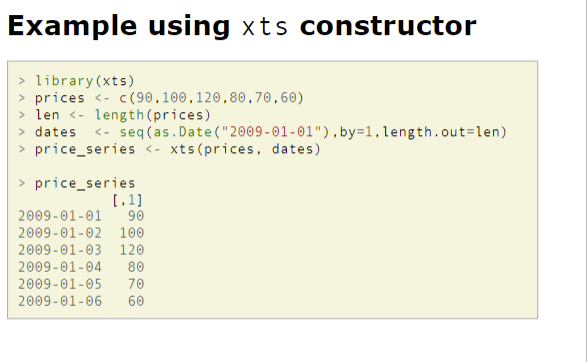 Example using xts constructor
> library(xts)
> prices <- c(90,100,120,80,70,60)
> len <- length(prices)
> dates  <- seq(as.Date("2009-01-01"),by=1,length.out=len)
> price_series <- xts(prices, dates)
> price_series
           [,1]
2009-01-01   90
2009-01-02  100
2009-01-03  120
2009-01-04   80
2009-01-05   70
2009-01-06   60